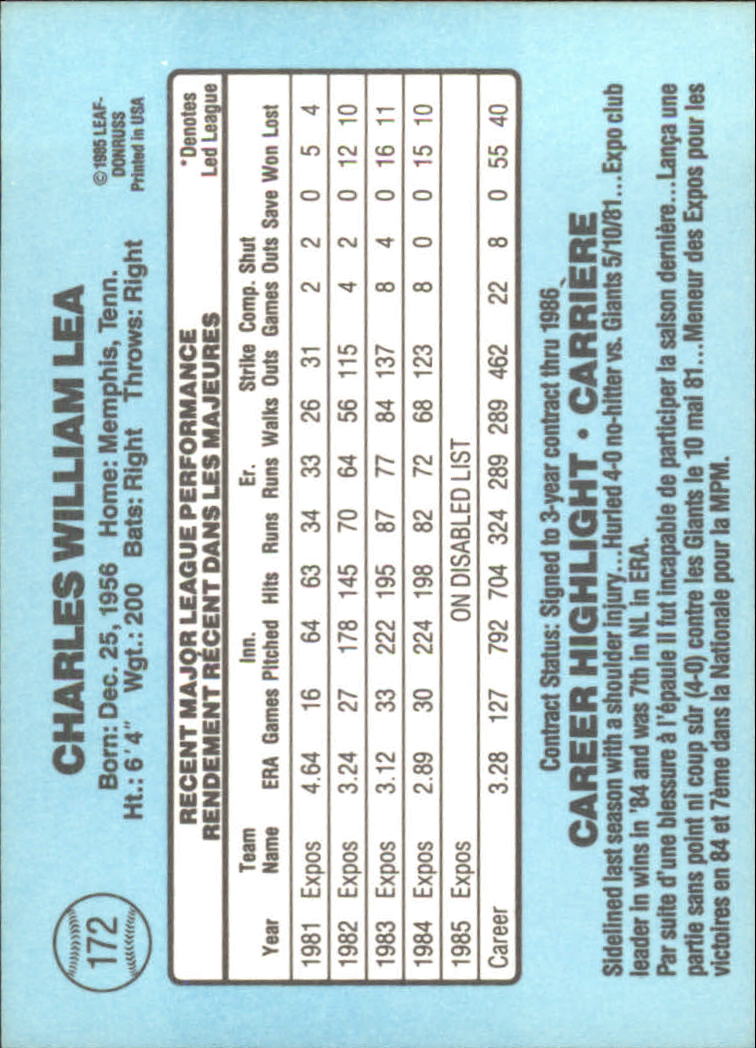 172
CHARLES WILLIAM LEA
Born: Dec. 25, 1956 Home: Memphis, Tenn.
Ht.: 6'4" Wgt.: 200 Bats: Right Throws: Right
© 1985 LEAF-
DONRUSS
Printed in USA
RECENT MAJOR LEAGUE PERFORMANCE
RENDEMENT RÉCENT DANS LES MAJEURES
*Denotes
Led League
Team Inn. Er. Strike Comp. Shut
Year Name ERA Games Pitched Hits Runs Runs Walks Outs Games Outs Save Won Lost
1981 Expos 4.64 16 64 63 34 33 26 31 2 2 0 5 4
1982 Expos 3.24 27 178 145 70 64 56 115 4 2 0 12 10
1983 Expos 3.12 33 222 195 87 77 84 137 8 4 0 16 11
1984 Expos 2.89 30 224 198 82 72 68 123 8 0 0 15 10
1985 Expos ON DISABLED LIST
Career 3.28 127 792 704 324 289 289 462 22 8 0 55 40
Contract Status: Signed to 3-year contract thru 1986
CAREER HIGHLIGHT • CARRIÈRE
Sidelined last season with a shoulder injury...Hurled 4-0 no-hitter vs. Giants 5/10/81...Expo club
leader in wins in '84 and was 7th in NL in ERA.
Par suite d'une blessure à l'épaule il fut incapable de participer la saison dernière...Lança une
partie sans point ni coup sûr (4-0) contre les Giants le 10 mai 81...Meneur des Expos pour les
victoires en 84 et 7ème dans la Nationale pour la MPM.